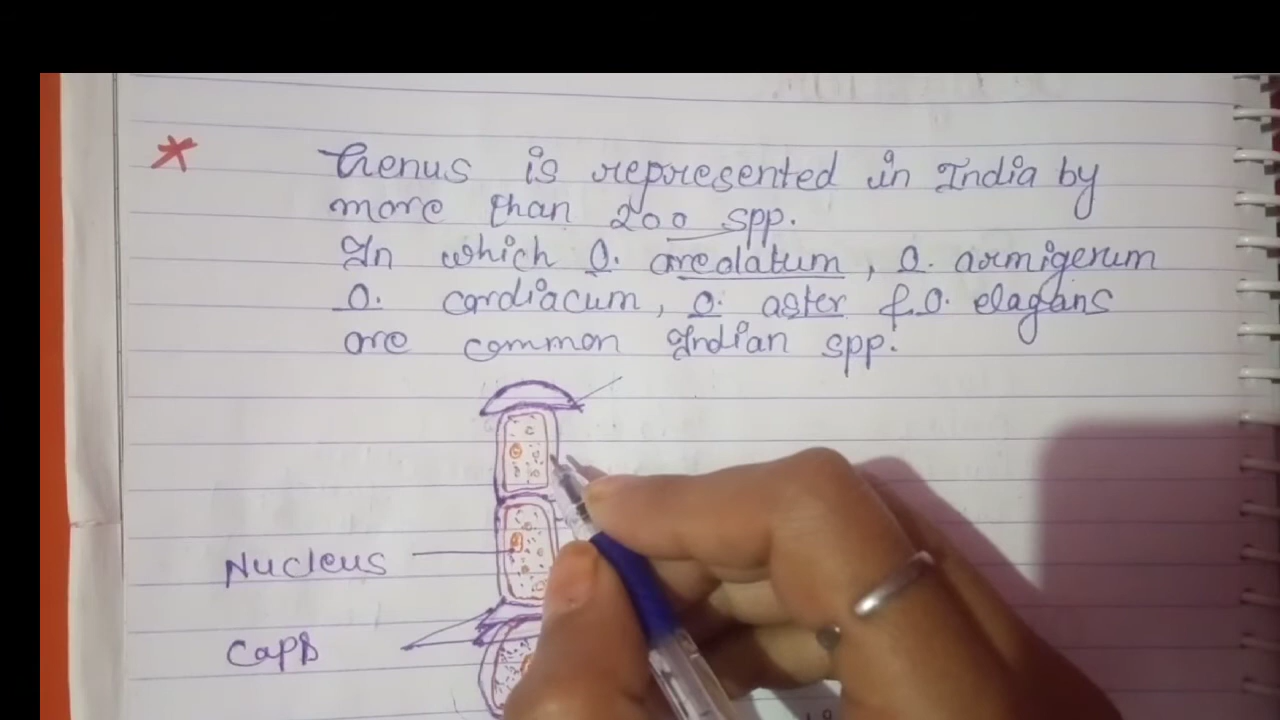 Genus is represented in India by
more than 200 spp.
In which O. areolatum, O. armigerum
O. cardiacum, O. aster & O. elagans
are common Indian spp.
Nucleus
Caps